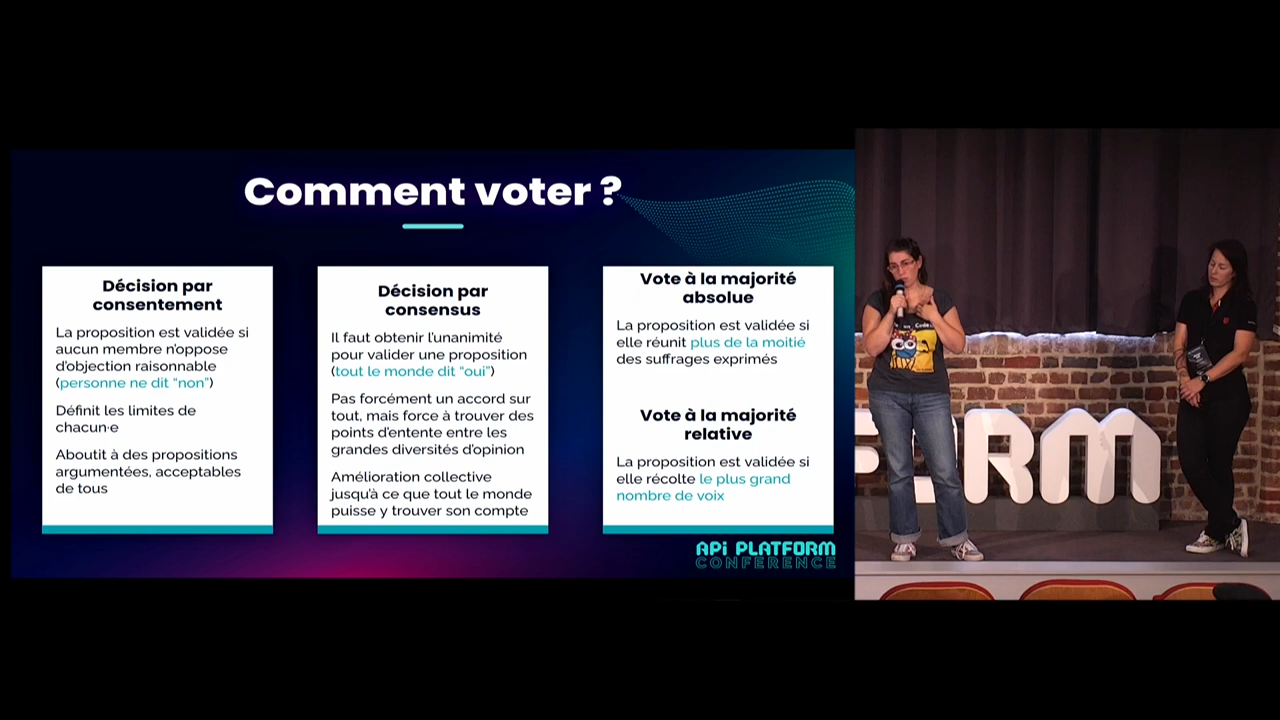 Comment voter ?
Décision par
consentement
La proposition est validée si
aucun membre n'oppose
d'objection raisonnable
(personne ne dit “non”)
Définit les limites de
chacun·e
Aboutit à des propositions
argumentées, acceptables
de tous
Décision par
consensus
Il faut obtenir l'unanimité
pour valider une proposition
(tout le monde dit “oui”)
Pas forcément un accord sur
tout, mais force à trouver des
points d'entente entre les
grandes diversités d'opinion
Amélioration collective
jusqu'à ce que tout le monde
puisse y trouver son compte
Vote à la majorité
absolue
La proposition est validée si
elle réunit plus de la moitié
des suffrages exprimés
Vote à la majorité
relative
La proposition est validée si
elle récolte le plus grand
nombre de voix
API PLATFORM
CONFERENCE
FORM